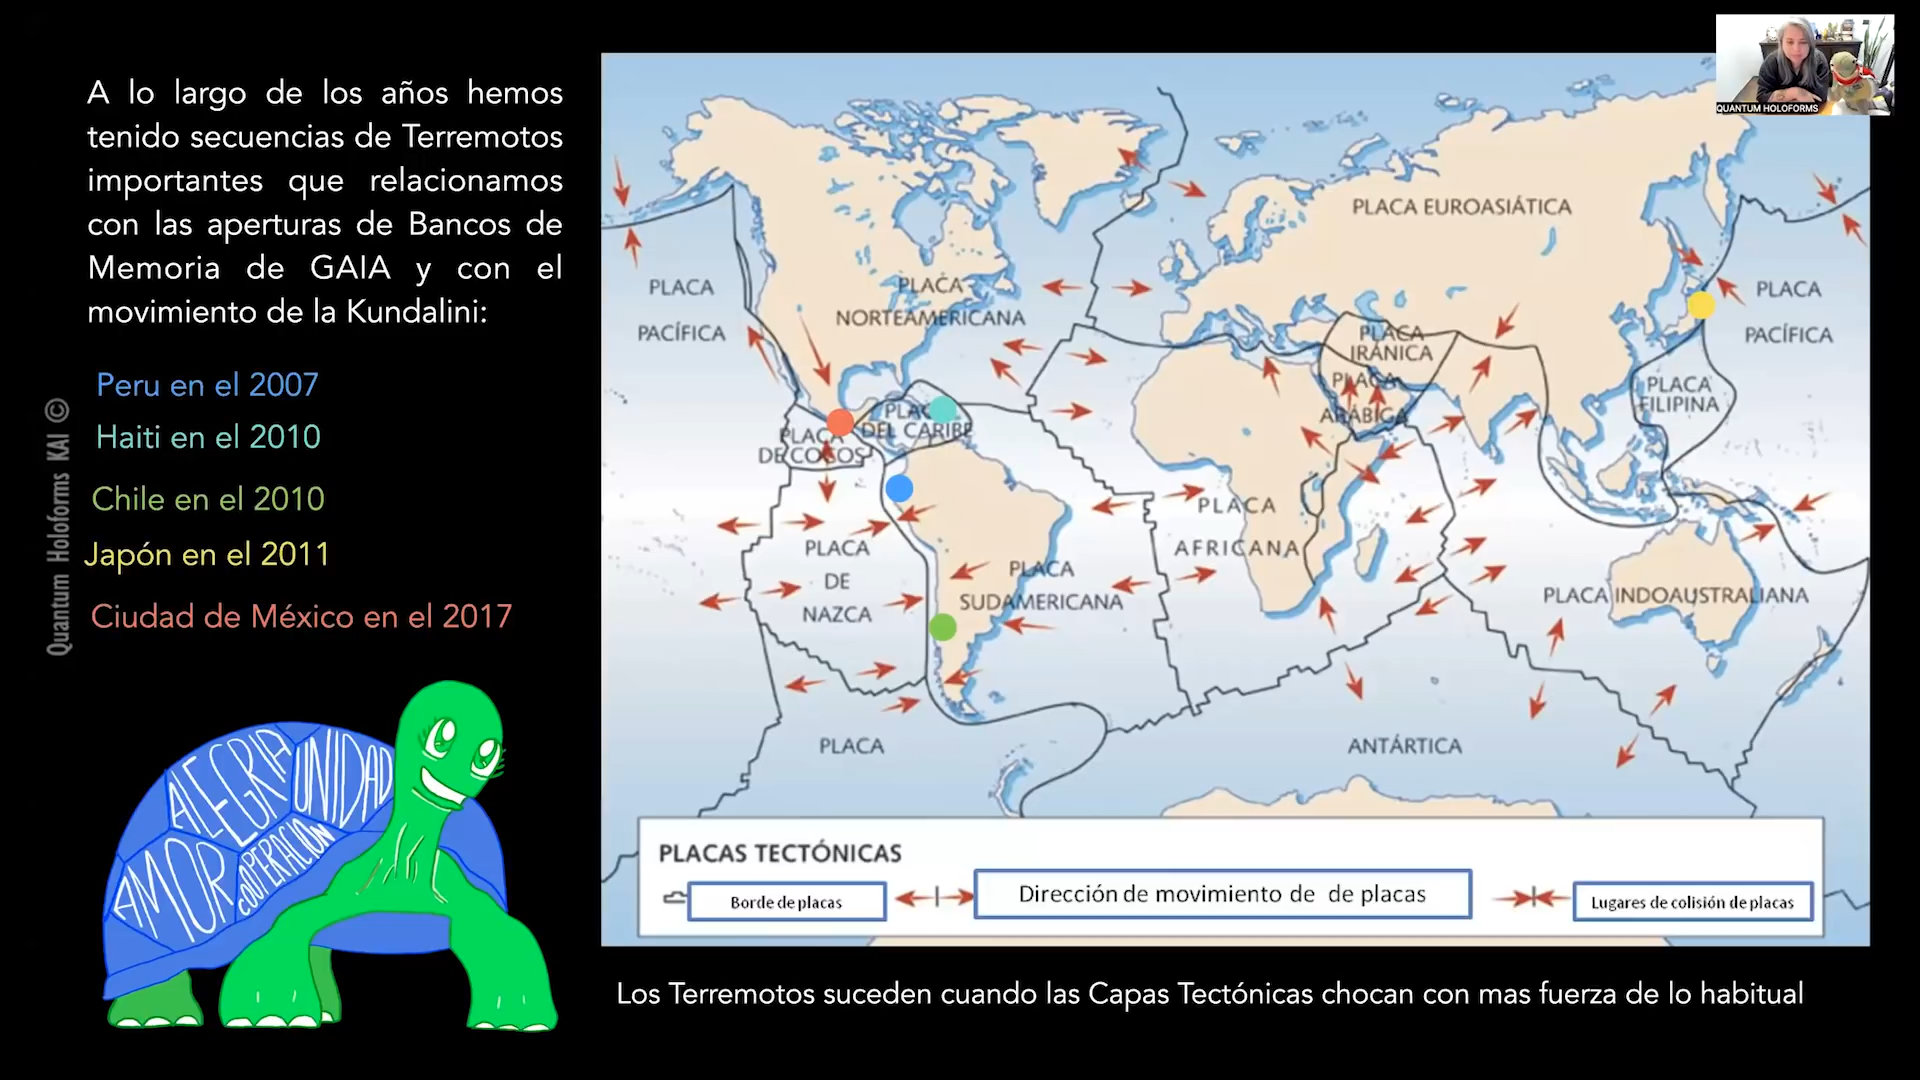 A lo largo de los años hemos
tenido secuencias de Terremotos
importantes que relacionamos
con las aperturas de Bancos de
Memoria de GAIA y con el
movimiento de la Kundalini:
Peru en el 2007
Haiti en el 2010
Chile en el 2010
Japón en el 2011
Ciudad de México en el 2017
Quantum Holoforms KAI ©
ALEGRIA
UNIDAD
AMOR
COOPERACIÓN
QUANTUM HOLOFORMS
PLACA EUROASIÁTICA
PLACA
PACÍFICA
PLACA
NORTEAMERICANA
PLACA
IRÁNICA
PLACA
ARÁBIGA
PLACA
PACÍFICA
PLACA
FILIPINA
PLACA
DEL CARIBE
PLACA
DE COCOS
PLACA
DE
NAZCA
PLACA
SUDAMERICANA
PLACA
AFRICANA
PLACA INDOAUSTRALIANA
PLACA
ANTÁRTICA
PLACAS TECTÓNICAS
Borde de placas
Dirección de movimiento de de placas
Lugares de colisión de placas
Los Terremotos suceden cuando las Capas Tectónicas chocan con mas fuerza de lo habitual